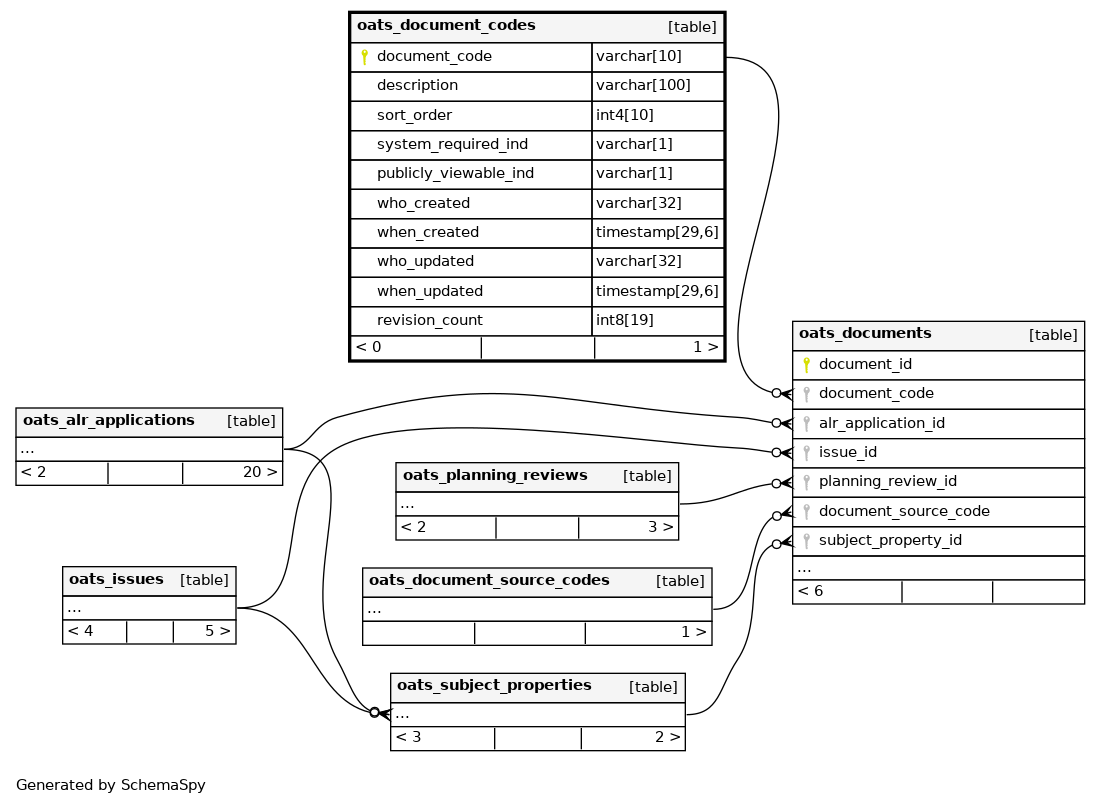 oats_document_codes [table]
document_code varchar[10]
description varchar[100]
sort_order int4[10]
system_required_ind varchar[1]
publicly_viewable_ind varchar[1]
who_created varchar[32]
when_created timestamp[29,6]
who_updated varchar[32]
when_updated timestamp[29,6]
revision_count int8[19]
< 0 1 >
oats_documents [table]
document_id
document_code
alr_application_id
issue_id
planning_review_id
document_source_code
subject_property_id
...
< 6
oats_alr_applications [table]
...
< 2 20 >
oats_planning_reviews [table]
...
< 2 3 >
oats_issues [table]
...
< 4 5 >
oats_document_source_codes [table]
...
1 >
oats_subject_properties [table]
...
< 3 2 >
Generated by SchemaSpy